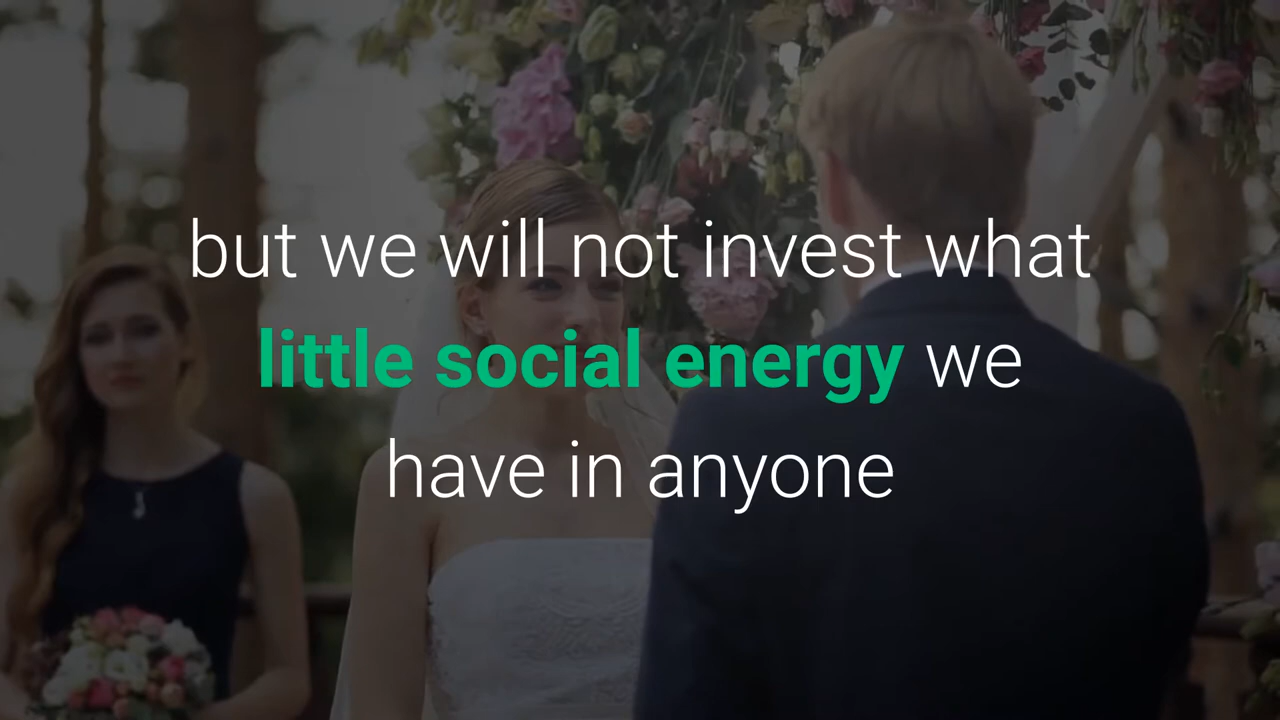 but we will not invest what
little social energy we
have in anyone